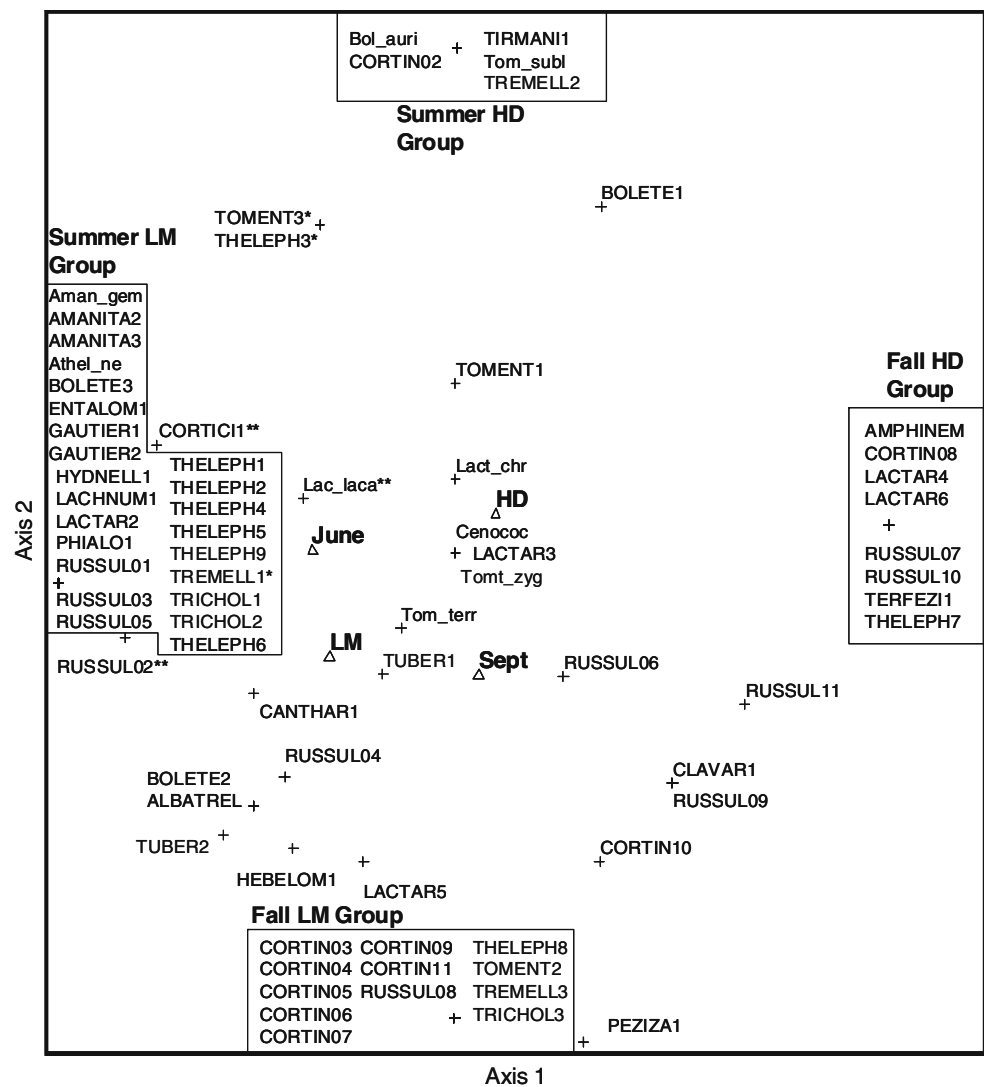 Bol_auri TIRMANI1
CORTIN02 Tom_subl
TREMELL2
Summer HD
Group
BOLETE1
TOMENT3*
THELEPH3*
Summer LM
Group
Aman_gem
AMANITA2
AMANITA3
Athel_ne
BOLETE3
ENTALOM1
GAUTIER1
GAUTIER2
HYDNELL1
LACHNUM1
LACTAR2
PHIALO1
RUSSUL01
RUSSUL03
RUSSUL05
CORTICI1**
THELEPH1
THELEPH2
THELEPH4
THELEPH5
THELEPH9
TREMELL1*
TRICHOL1
TRICHOL2
THELEPH6
RUSSUL02**
TOMENT1
Fall HD
Group
AMPHINEM
CORTIN08
LACTAR4
LACTAR6
RUSSUL07
RUSSUL10
TERFEZI1
THELEPH7
Lact_chr
Lac_laca**
HD
June
Cenococ
LACTAR3
Tomt_zyg
Tom_terr
LM
TUBER1
Sept
RUSSUL06
RUSSUL11
CANTHAR1
RUSSUL04
BOLETE2
ALBATREL
CLAVAR1
RUSSUL09
TUBER2
HEBELOM1
LACTAR5
CORTIN10
Fall LM Group
CORTIN03 CORTIN09 THELEPH8
CORTIN04 CORTIN11 TOMENT2
CORTIN05 RUSSUL08 TREMELL3
CORTIN06 TRICHOL3
CORTIN07
PEZIZA1
Axis 2
Axis 1